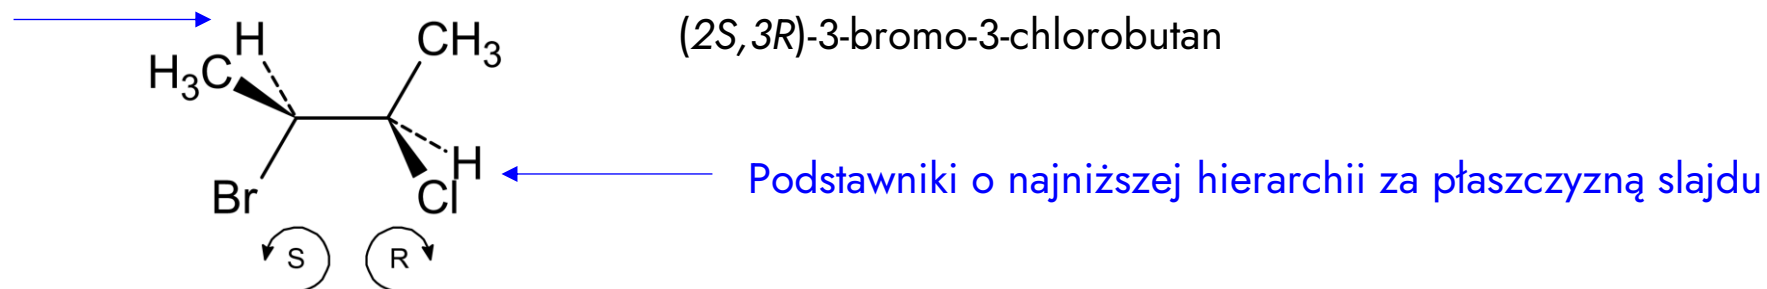 H
CH3
H3C
(2S,3R)-3-bromo-3-chlorobutan
H
Podstawniki o najniższej hierarchii za płaszczyzną slajdu
Br
Cl
S
R